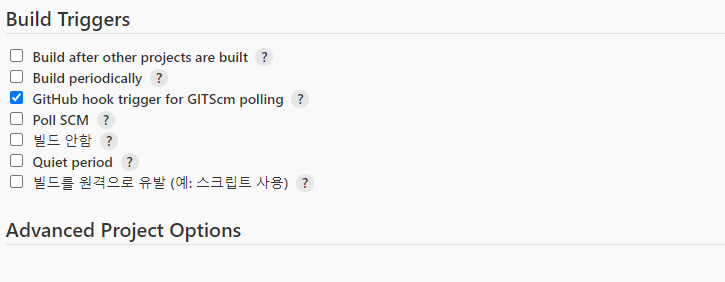 Build Triggers
Build after other projects are built ?
Build periodically ?
GitHub hook trigger for GITScm polling ?
Poll SCM ?
빌드 안함 ?
Quiet period ?
빌드를 원격으로 유발 (예: 스크립트 사용) ?
Advanced Project Options